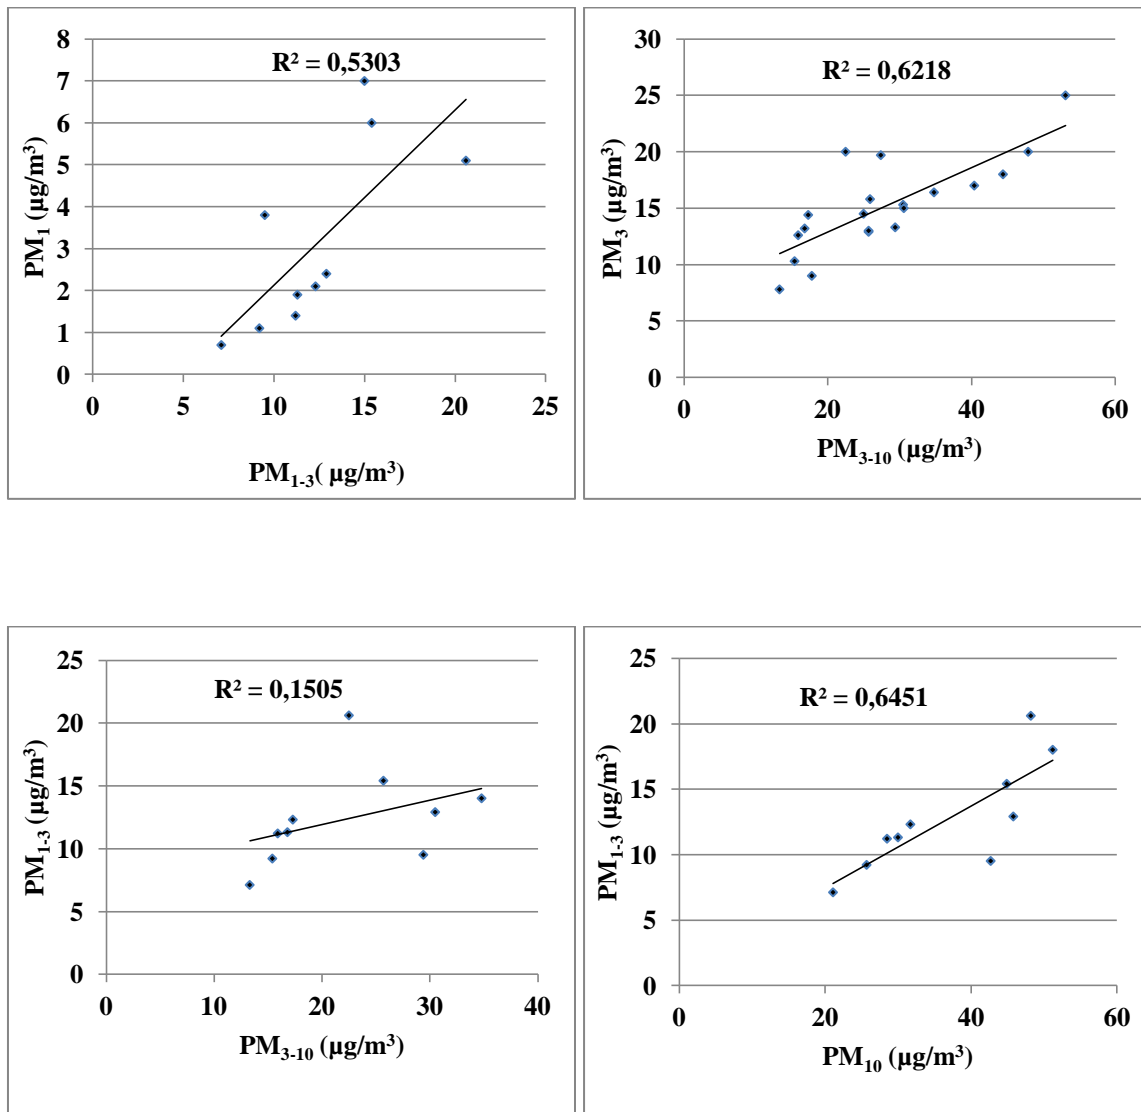 R² = 0,5303
8
7
6
5
4
3
2
1
0
PM₁ (µg/m³)
0 5 10 15 20 25
PM₁₋₃( µg/m³)
R² = 0,6218
30
25
20
15
10
5
0
PM₃ (µg/m³)
0 20 40 60
PM₃₋₁₀ (µg/m³)
R² = 0,1505
25
20
15
10
5
0
PM₁₋₃ (µg/m³)
0 10 20 30 40
PM₃₋₁₀ (µg/m³)
R² = 0,6451
25
20
15
10
5
0
PM₁₋₃ (µg/m³)
0 20 40 60
PM₁₀ (µg/m³)